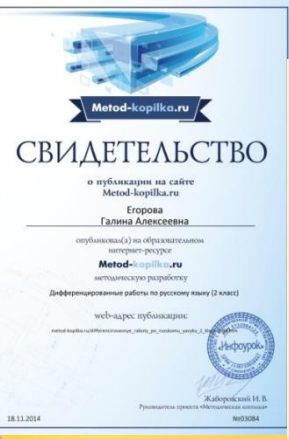 Metod-kopilka.ru
СВИДЕТЕЛЬСТВО
о публикации на сайте
Metod-kopilka.ru
Егорова
Галина Алексеевна
опубликовал(а) на образовательном
интернет-ресурсе
Metod-kopilka.ru
методическую разработку
Дифференцированные работы по русскому языку (2 класс)
web-адрес публикации:
«Инфоурок»
Жаборовский И. В.
Руководитель проекта «Методическая копилка»
18.11.2014
№03084